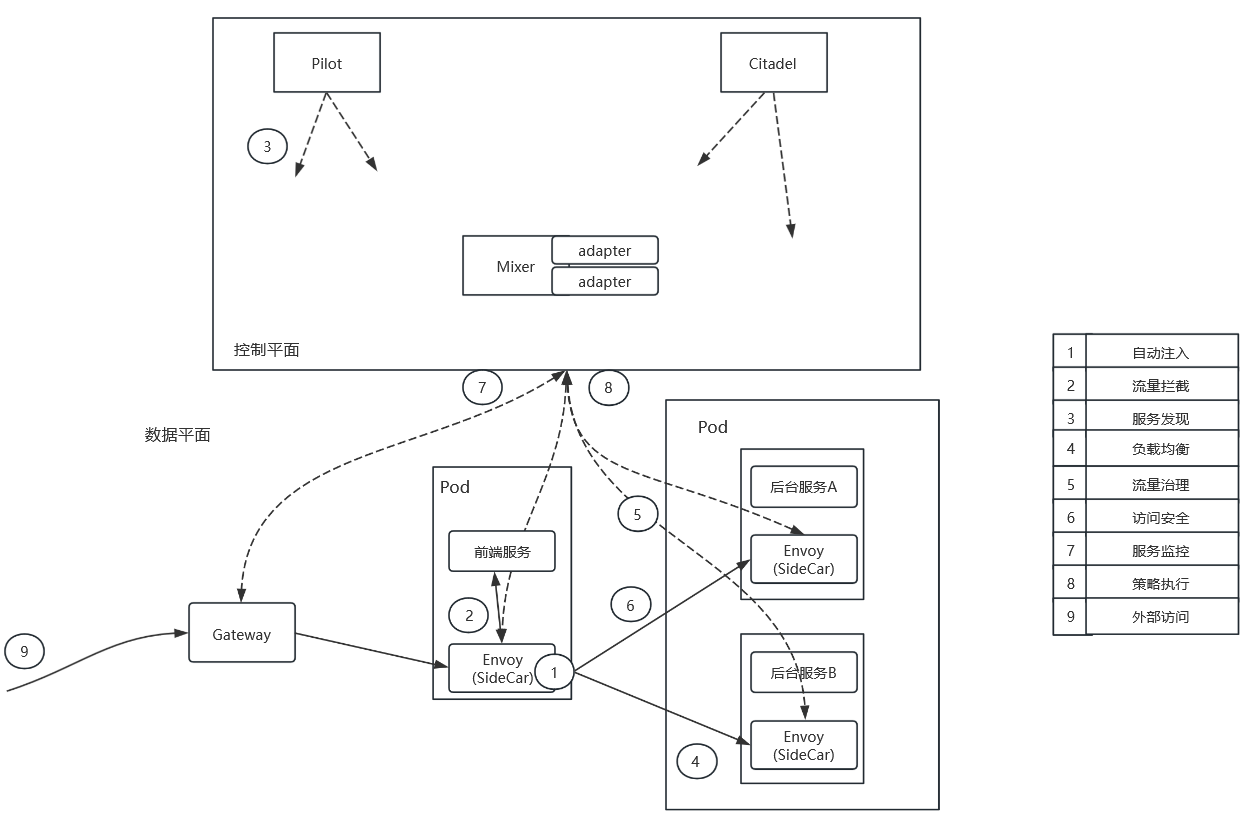 Pilot
Citadel
3
Mixer
adapter
adapter
控制平面
7
8
数据平面
Pod
前端服务
2
Envoy
(SideCar)
1
Gateway
9
5
6
4
Pod
后台服务A
Envoy
(SideCar)
后台服务B
Envoy
(SideCar)
1 自动注入
2 流量拦截
3 服务发现
4 负载均衡
5 流量治理
6 访问安全
7 服务监控
8 策略执行
9 外部访问